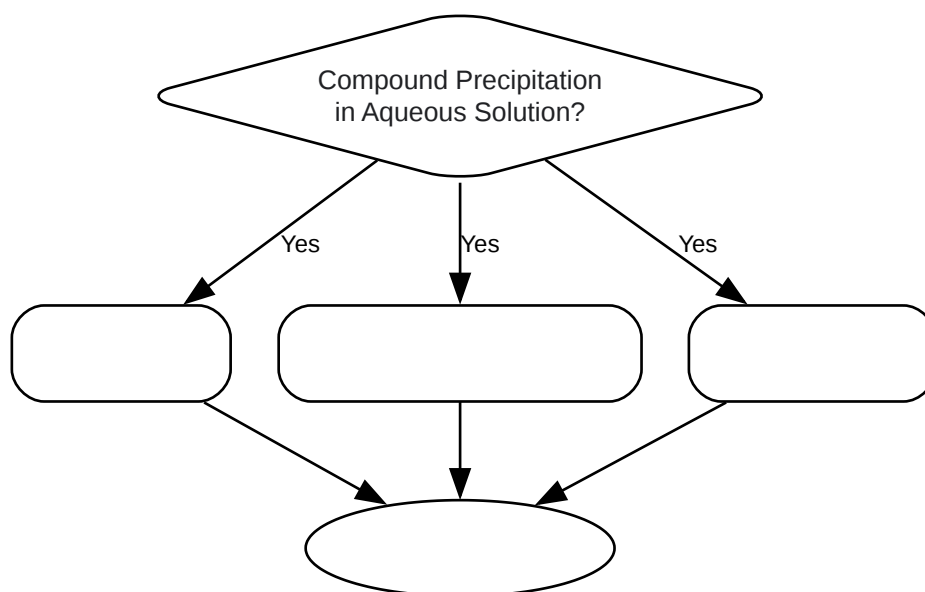 Compound Precipitation
in Aqueous Solution?
Yes
Yes
Yes